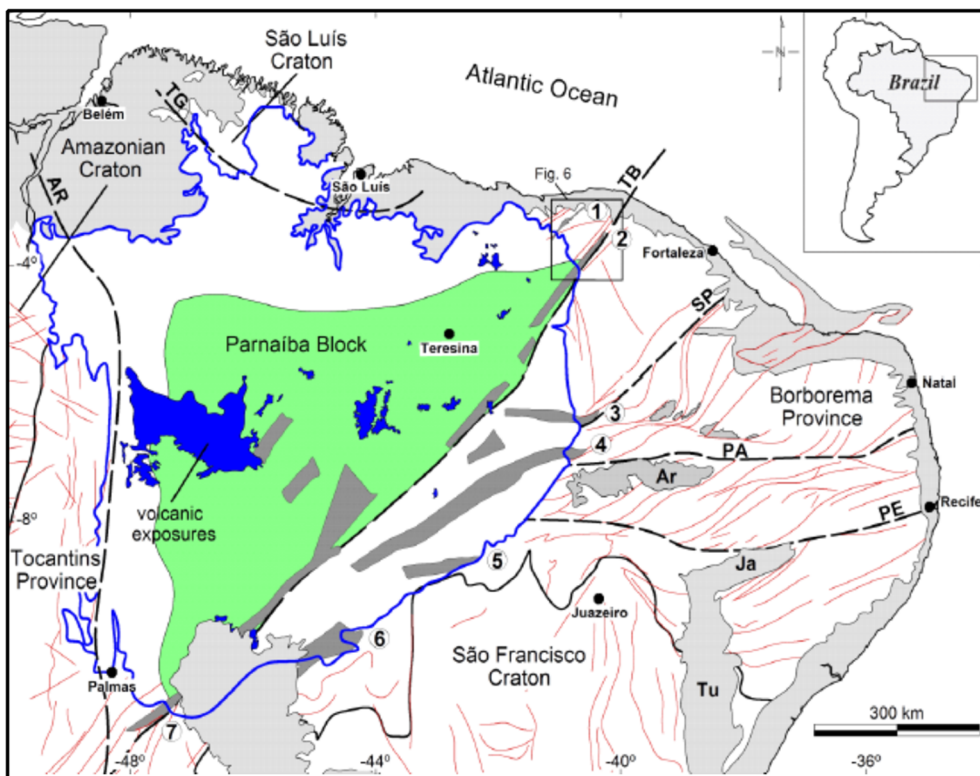 São Luís
Craton
Atlantic Ocean
N
Brazil
TG
Belém
Amazonian
Craton
AR
São Luís
Fig. 6
TB
1
2
Fortaleza
-4°
SP
Parnaíba Block
Teresina
Natal
Borborema
Province
3
4
PA
Ar
-8°
volcanic
exposures
PE
Recife
Tocantins
Province
5
Ja
Juazeiro
6
São Francisco
Craton
Palmas
Tu
7
300 km
-48°
-44°
-40°
-36°